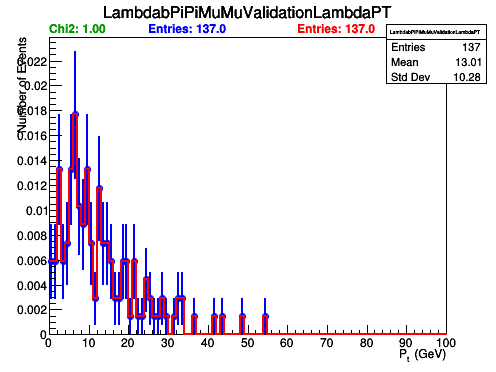 LambdabPiPiMuMuValidationLambdaPT
Chi2: 1.00 Entries: 137.0 Entries: 137.0
LambdabPiPiMuMuValidationLambdaPT
Entries 137
Mean 13.01
Std Dev 10.28
Number of Events
0.022
0.02
0.018
0.016
0.014
0.012
0.01
0.008
0.006
0.004
0.002
0
0 10 20 30 40 50 60 70 80 90 100
Pt (GeV)